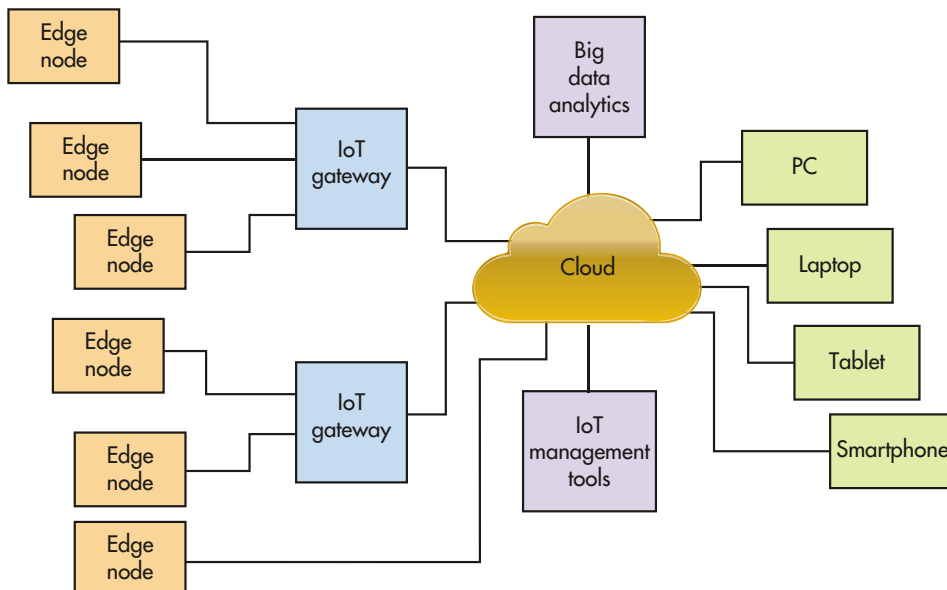 Edge
node
Edge
node
Edge
node
IoT
gateway
Edge
node
Edge
node
Edge
node
IoT
gateway
Big
data
analytics
Cloud
IoT
management
tools
PC
Laptop
Tablet
Smartphone